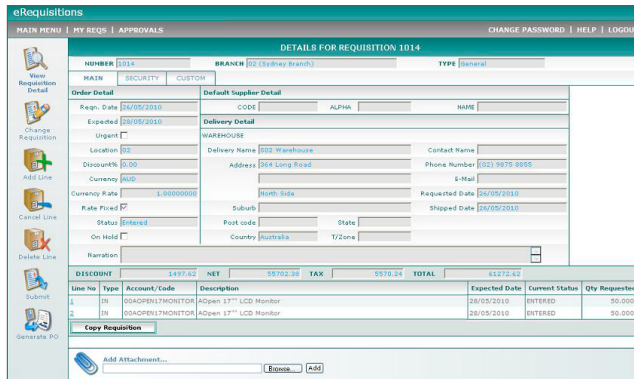 eRequisitions
MAIN MENU | MY REQS | APPROVALS CHANGE PASSWORD | HELP | LOGOU
DETAILS FOR REQUISITION 1014
NUMBER 1014 BRANCH 02 (Sydney Branch) TYPE General
MAIN SECURITY CUSTOM
Order Detail Default Supplier Detail
Reqn. Date 26/05/2010 CODE ALPHA NAME
Expected 28/05/2010 Delivery Detail
Urgent WAREHOUSE
Location 02 Delivery Name S02 Warehouse Contact Name
Discount% 0.00 Address 364 Long Road Phone Number (02) 9875 8855
Currency AUD E-Mail
Currency Rate 1.00000000 North Side Requested Date 26/05/2010
Rate Fixed Suburb Shipped Date 26/05/2010
Status Entered Post code State
On Hold Country Australia T/Zone
Narration
DISCOUNT 1497.62 NET 55702.38 TAX 5570.24 TOTAL 61272.62
Line No Type Account/Code Description Expected Date Current Status Qty Requested
1 IN 00AOPEN17MONITOR AOpen 17"" LCD Monitor 28/05/2010 ENTERED 50.000
2 IN 00AOPEN17MONITOR AOpen 17"" LCD Monitor 28/05/2010 ENTERED 50.000
Copy Requisition
Add Attachment...
Browse... Add
View Requisition Detail
Change Requisition
Add Line
Cancel Line
Delete Line
Submit
Generate PO